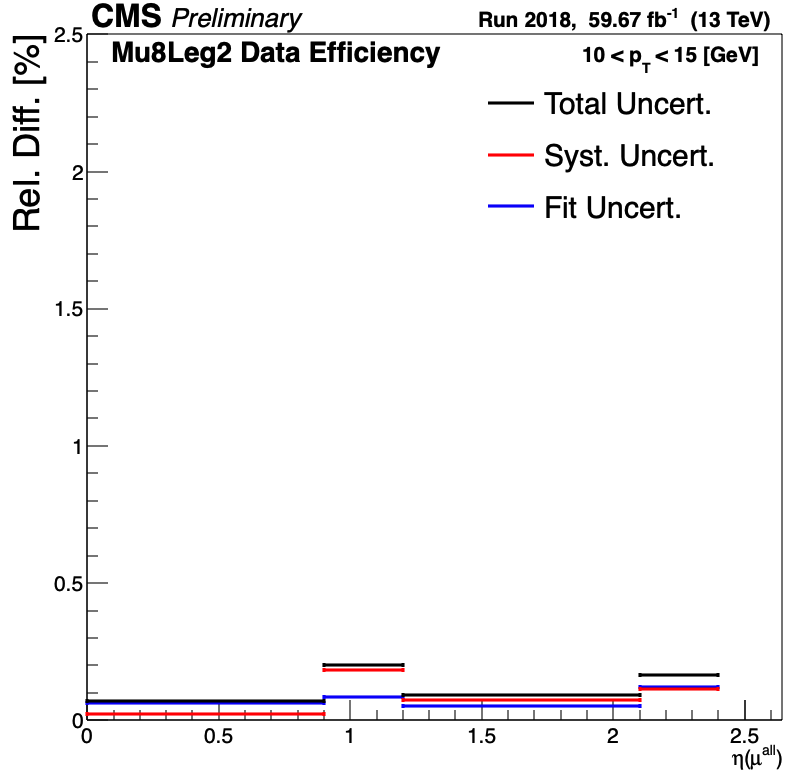 CMS Preliminary Run 2018, 59.67 fb⁻¹ (13 TeV)
Mu8Leg2 Data Efficiency 10 < p_T < 15 [GeV]
Total Uncert.
Syst. Uncert.
Fit Uncert.
Rel. Diff. [%]
2.5
2
1.5
1
0.5
0
0 0.5 1 1.5 2 2.5
η(μ^all)